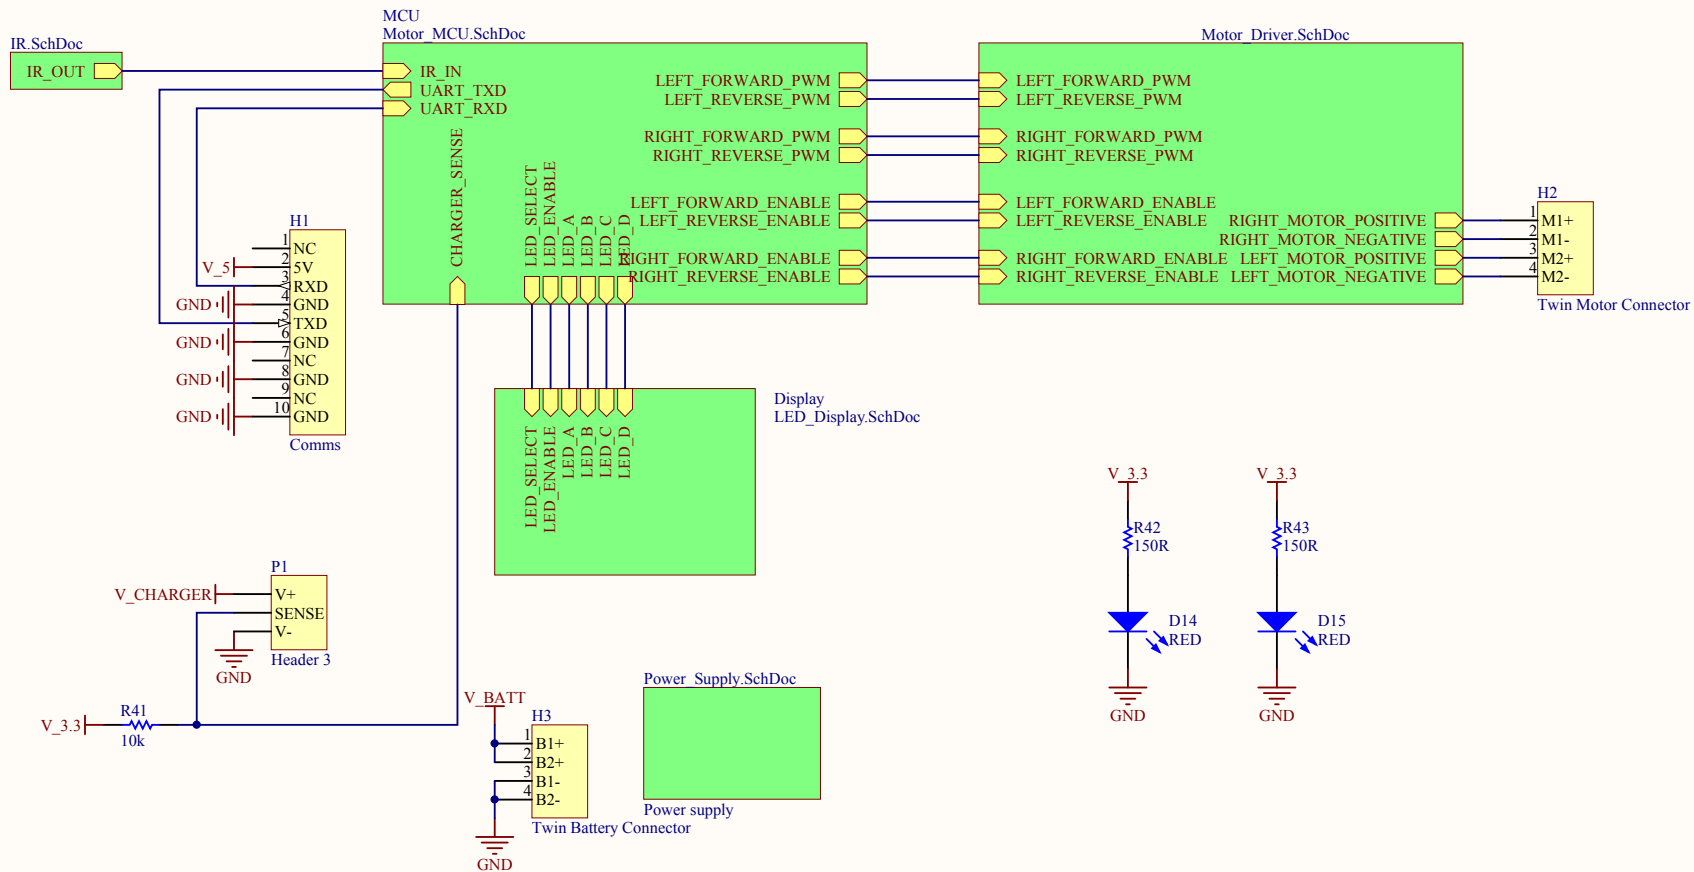 MCU
Motor_MCU.SchDoc
Motor_Driver.SchDoc
IR.SchDoc
IR_OUT
IR_IN
UART_TXD
UART_RXD
CHARGER_SENSE
LED_SELECT
LED_ENABLE
LED_A
LED_B
LED_C
LED_D
LEFT_FORWARD_PWM
LEFT_REVERSE_PWM
RIGHT_FORWARD_PWM
RIGHT_REVERSE_PWM
LEFT_FORWARD_ENABLE
LEFT_REVERSE_ENABLE
RIGHT_FORWARD_ENABLE
RIGHT_REVERSE_ENABLE
LEFT_FORWARD_PWM
LEFT_REVERSE_PWM
RIGHT_FORWARD_PWM
RIGHT_REVERSE_PWM
LEFT_FORWARD_ENABLE
LEFT_REVERSE_ENABLE
RIGHT_FORWARD_ENABLE
RIGHT_REVERSE_ENABLE
RIGHT_MOTOR_POSITIVE
RIGHT_MOTOR_NEGATIVE
LEFT_MOTOR_POSITIVE
LEFT_MOTOR_NEGATIVE
H2
1 M1+
2 M1-
3 M2+
4 M2-
Twin Motor Connector
H1
1 NC
V_5 2 5V
3 RXD
GND 4 GND
5 TXD
GND 6 GND
7 NC
GND 8 GND
9 NC
GND 10 GND
Comms
Display
LED_Display.SchDoc
LED_SELECT
LED_ENABLE
LED_A
LED_B
LED_C
LED_D
V_3.3
R42
150R
D14
RED
GND
V_3.3
R43
150R
D15
RED
GND
P1
V_CHARGER V+
SENSE
V-
Header 3
GND
V_3.3
R41
10k
V_BATT
H3
1 B1+
2 B2+
3 B1-
4 B2-
Twin Battery Connector
GND
Power_Supply.SchDoc
Power supply